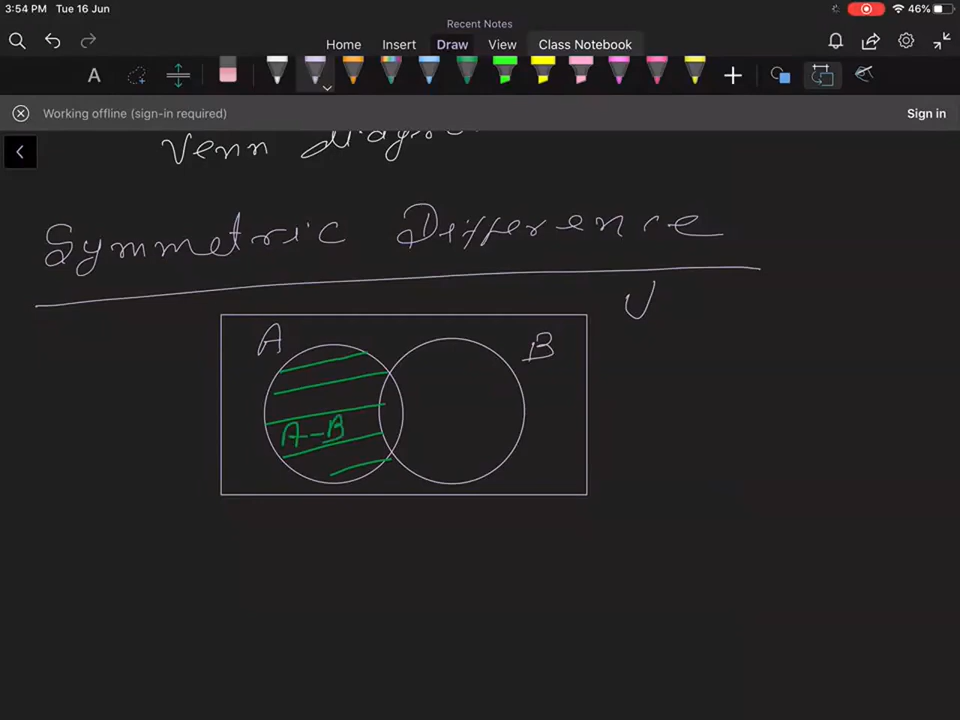 3:54 PM Tue 16 Jun
46%
Recent Notes
Home Insert Draw View Class Notebook
A
Working offline (sign-in required) Sign in
Venn
Symmetric Difference
U
A
B
A-B